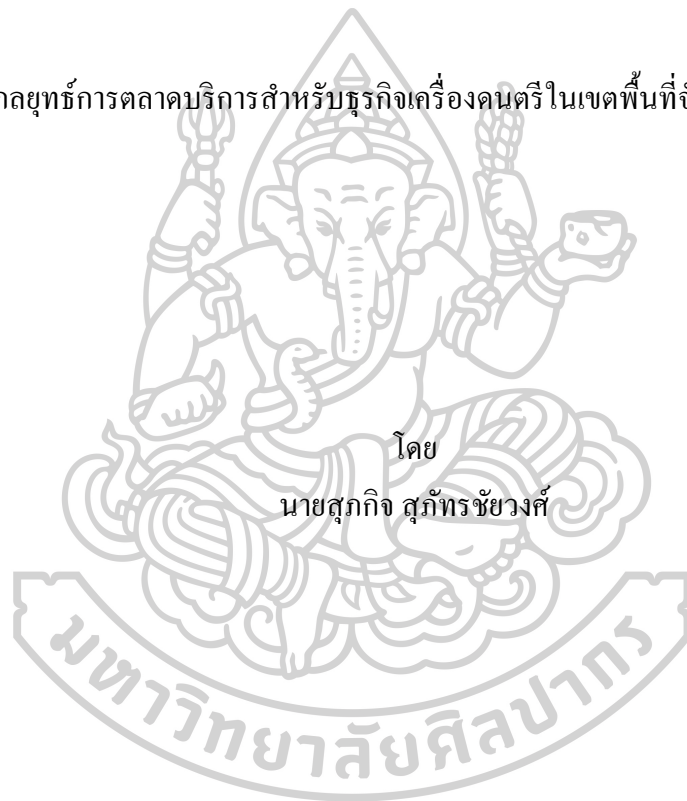 กลยุทธ์การตลาดบริการสำหรับธุรกิจเครื่องดนตรีในเขตพื้นที่
โดย
นายสุภกิจ สุภัทรชัยวงศ์
มหาวิทยาลัยศิลปากร